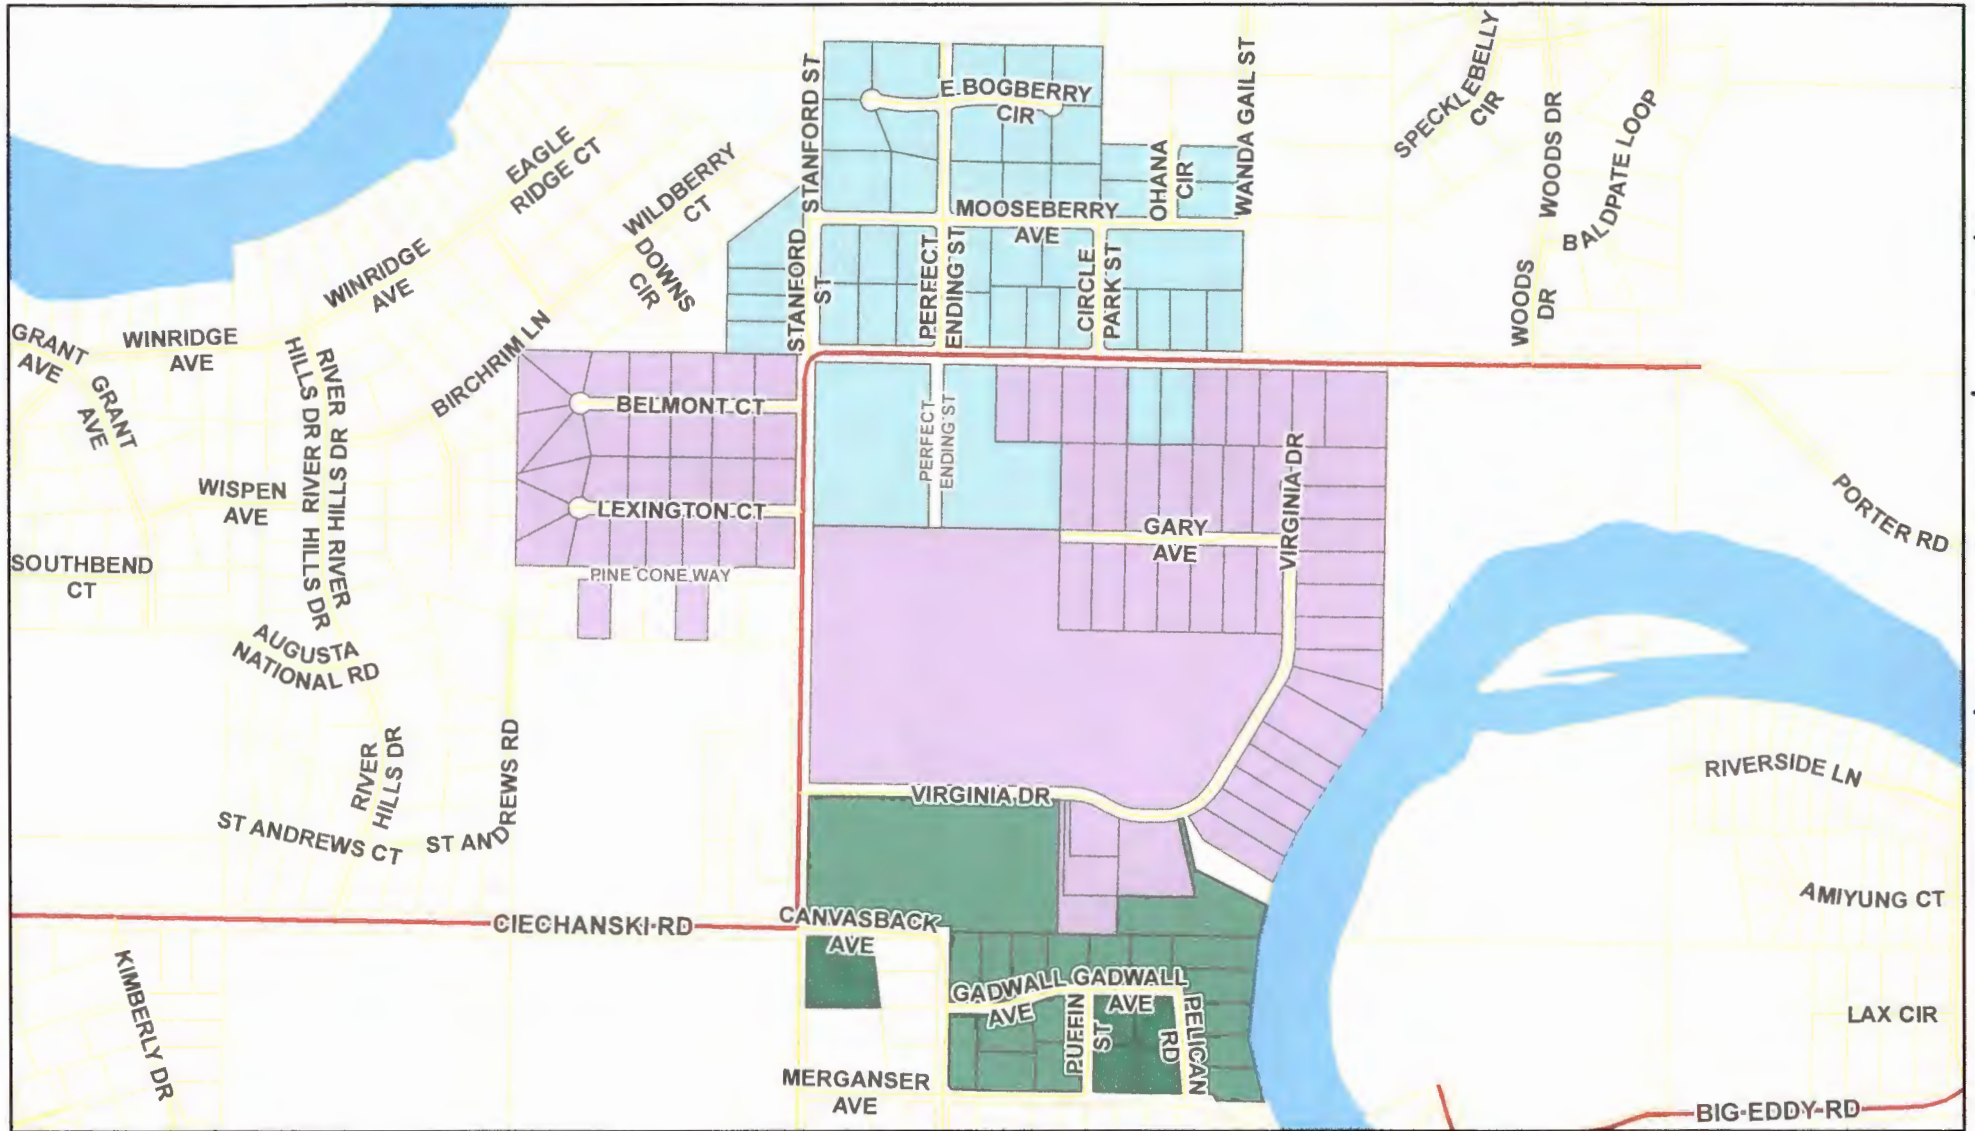 STANFORD ST
E BOGBERRY
CIR
SPECKLEBELLY
CIR
WOODS DR
BALDPATE LOOP
WANDA GAIL ST
OHANA
CIR
EAGLE
RIDGE CT
WILDBERRY
CT
MOOSEBERRY
AVE
DOWNS
CIR
STANFORD
ST
PERFECT
ENDING ST
CIRCLE
PARK ST
WOODS
DR
WINRIDGE
AVE
GRANT
AVE
WINRIDGE
AVE
BIRCHRIM LN
HILLS DR RIVER HILLS DR
RIVER DR HILLS RIVER
GRANT
AVE
BELMONT CT
PERFECT
ENDING ST
VIRGINIA DR
WISPEN
AVE
LEXINGTON CT
GARY
AVE
PORTER RD
SOUTHBEND
CT
PINE CONE WAY
AUGUSTA
NATIONAL RD
RIVER
HILLS DR
ST ANDREWS RD
VIRGINIA DR
RIVERSIDE LN
ST ANDREWS CT
AMIYUNG CT
CIECHANSKI RD
CANVASBACK
AVE
KIMBERLY DR
GADWALL
AVE
GADWALL
AVE
PUFFIN
ST
PELICAN
RD
LAX CIR
MERGANSER
AVE
BIG EDDY RD